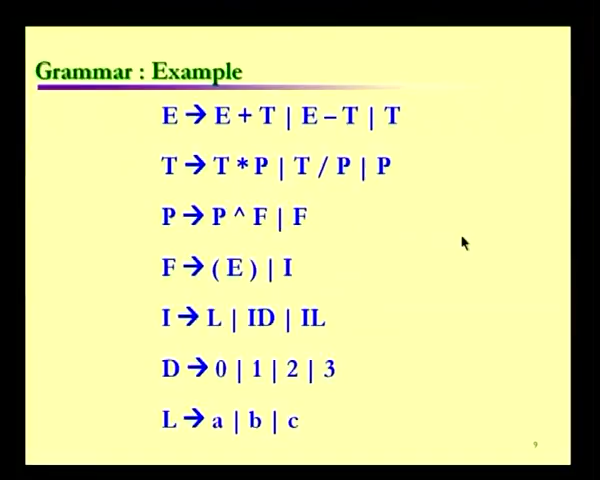 Grammar : Example
E → E + T | E – T | T
T → T * P | T / P | P
P → P ^ F | F
F → ( E ) | I
I → L | ID | IL
D → 0 | 1 | 2 | 3
L → a | b | c
9